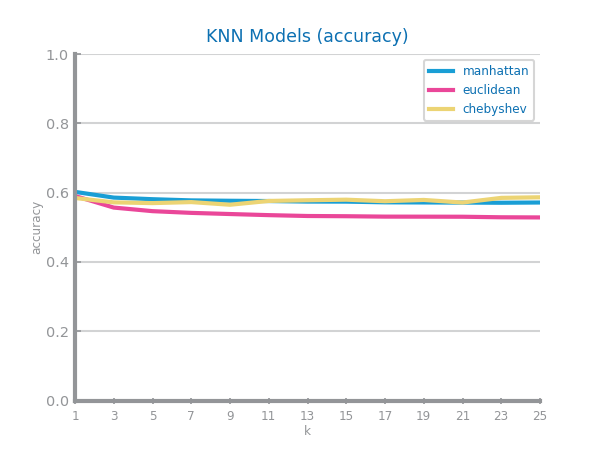 KNN Models (accuracy)
1.0
0.8
0.6
0.4
0.2
0.0
accuracy
manhattan
euclidean
chebyshev
1 3 5 7 9 11 13 15 17 19 21 23 25
k